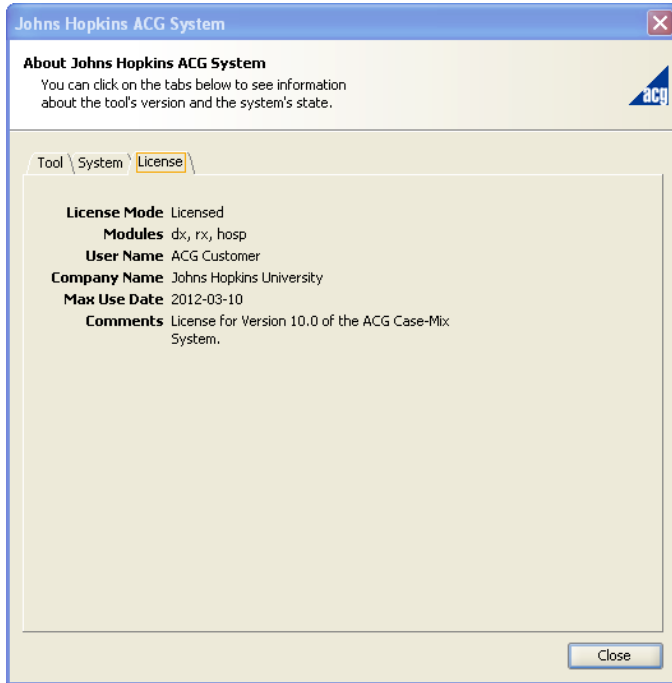 Johns Hopkins ACG System
About Johns Hopkins ACG System
You can click on the tabs below to see information
about the tool's version and the system's state.
acg
Tool System License
License Mode Licensed
Modules dx, rx, hosp
User Name ACG Customer
Company Name Johns Hopkins University
Max Use Date 2012-03-10
Comments License for Version 10.0 of the ACG Case-Mix
System.
Close